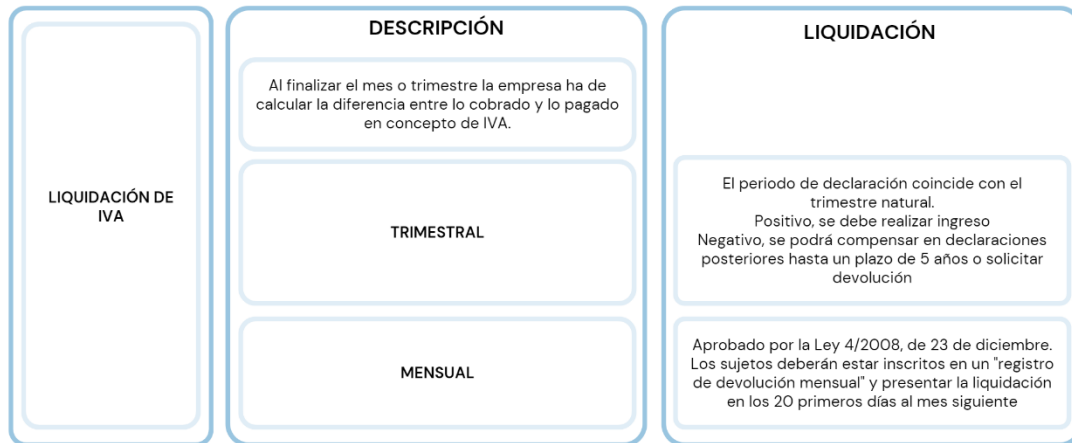 LIQUIDACIÓN DE
IVA
DESCRIPCIÓN
Al finalizar el mes o trimestre la empresa ha de
calcular la diferencia entre lo cobrado y lo pagado
en concepto de IVA.
TRIMESTRAL
MENSUAL
LIQUIDACIÓN
El periodo de declaración coincide con el
trimestre natural.
Positivo, se debe realizar ingreso
Negativo, se podrá compensar en declaraciones
posteriores hasta un plazo de 5 años o solicitar
devolución
Aprobado por la Ley 4/2008, de 23 de diciembre.
Los sujetos deberán estar inscritos en un "registro
de devolución mensual" y presentar la liquidación
en los 20 primeros días al mes siguiente